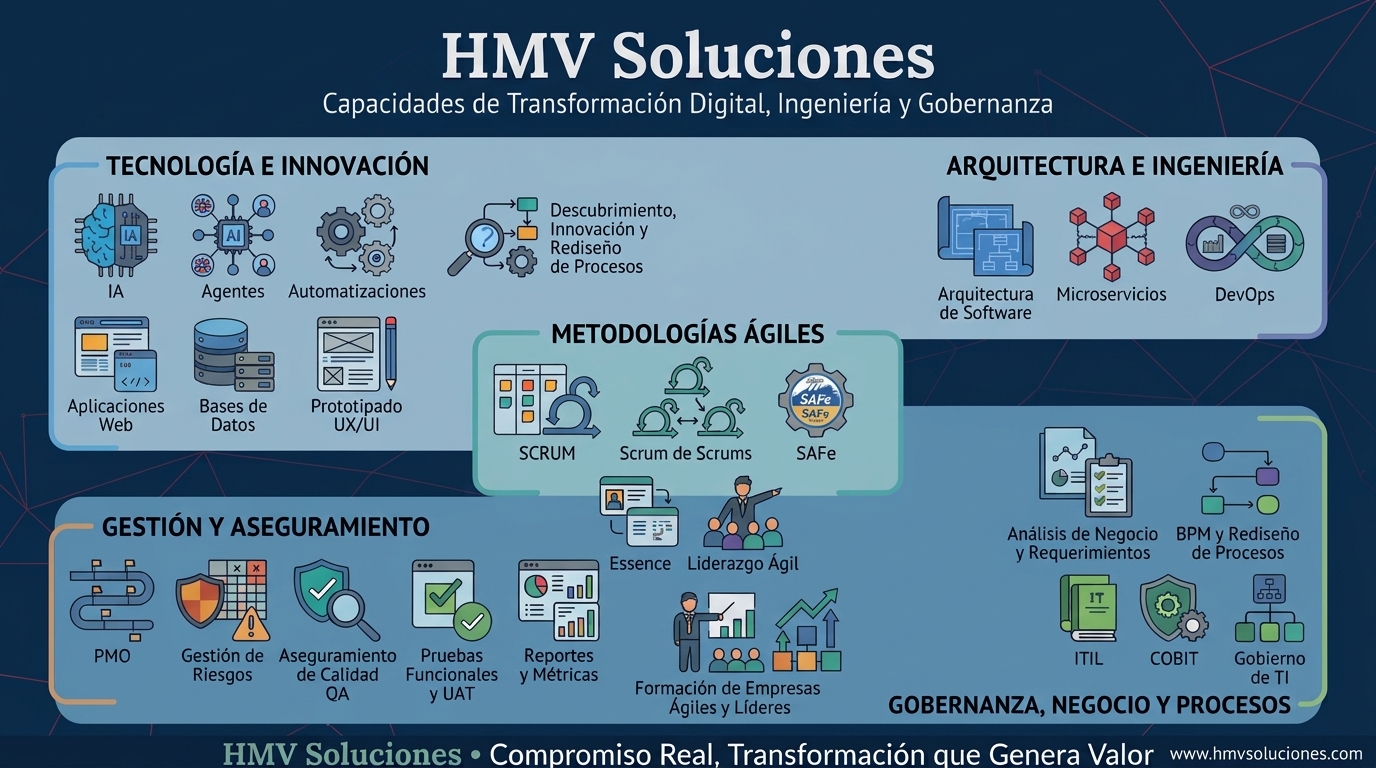 HMV Soluciones
Capacidades de Transformación Digital, Ingeniería y Gobernanza
TECNOLOGÍA E INNOVACIÓN
IA
IA
AI
Agentes
Automatizaciones
?
Descubrimiento,
Innovación y
Rediseño
de Procesos
</>
Aplicaciones
Web
Bases de
Datos
Prototipado
UX/UI
ARQUITECTURA E INGENIERÍA
Arquitectura
de Software
Microservicios
DevOps
METODOLOGÍAS ÁGILES
SCRUM
Scrum de Scrums
SAFe
SAFe
SAFe
Essence
Liderazgo Ágil
Formación de Empresas
Ágiles y Líderes
GESTIÓN Y ASEGURAMIENTO
PMO
X X
X
Gestión de
Riesgos
Aseguramiento
de Calidad
QA
Pruebas
Funcionales
y UAT
Reportes
y Métricas
Análisis de Negocio
y Requerimientos
BPM y Rediseño
de Procesos
IT
ITIL
COBIT
Gobierno
de TI
GOBERNANZA, NEGOCIO Y PROCESOS
HMV Soluciones • Compromiso Real, Transformación que Genera Valor
www.hmvsoluciones.com